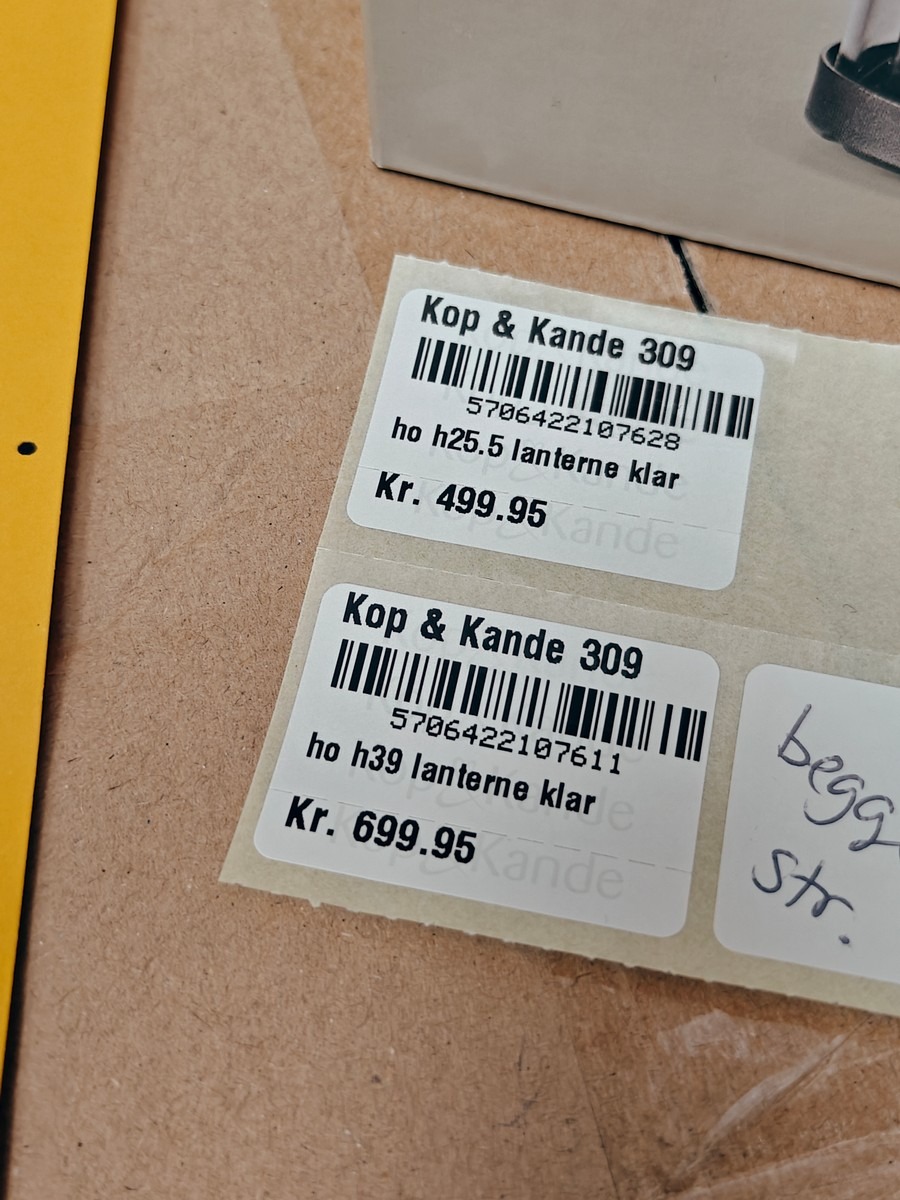 Kop & Kande 309
5706422107628
ho h25.5 lanterne klar
Kr. 499.95
Kop & Kande 309
5706422107611
ho h39 lanterne klar
Kr. 699.95
str.